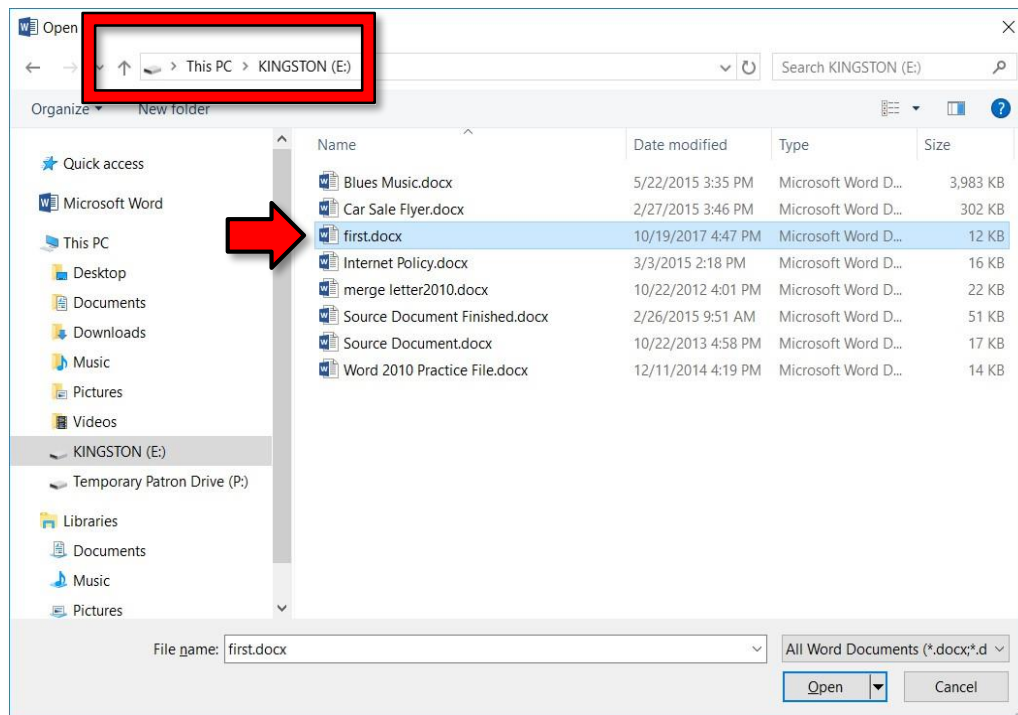 Open
This PC > KINGSTON (E:)
Search KINGSTON (E:)
Organize
New folder
Name Date modified Type Size
Quick access
Microsoft Word
This PC
Desktop
Documents
Downloads
Music
Pictures
Videos
KINGSTON (E:)
Temporary Patron Drive (P:)
Libraries
Documents
Music
Pictures
Blues Music.docx 5/22/2015 3:35 PM Microsoft Word D... 3,983 KB
Car Sale Flyer.docx 2/27/2015 3:46 PM Microsoft Word D... 302 KB
first.docx 10/19/2017 4:47 PM Microsoft Word D... 12 KB
Internet Policy.docx 3/3/2015 2:18 PM Microsoft Word D... 16 KB
merge letter2010.docx 10/22/2012 4:01 PM Microsoft Word D... 22 KB
Source Document Finished.docx 2/26/2015 9:51 AM Microsoft Word D... 51 KB
Source Document.docx 10/22/2013 4:58 PM Microsoft Word D... 17 KB
Word 2010 Practice File.docx 12/11/2014 4:19 PM Microsoft Word D... 14 KB
File name: first.docx
All Word Documents (*.docx;*.d
Open
Cancel